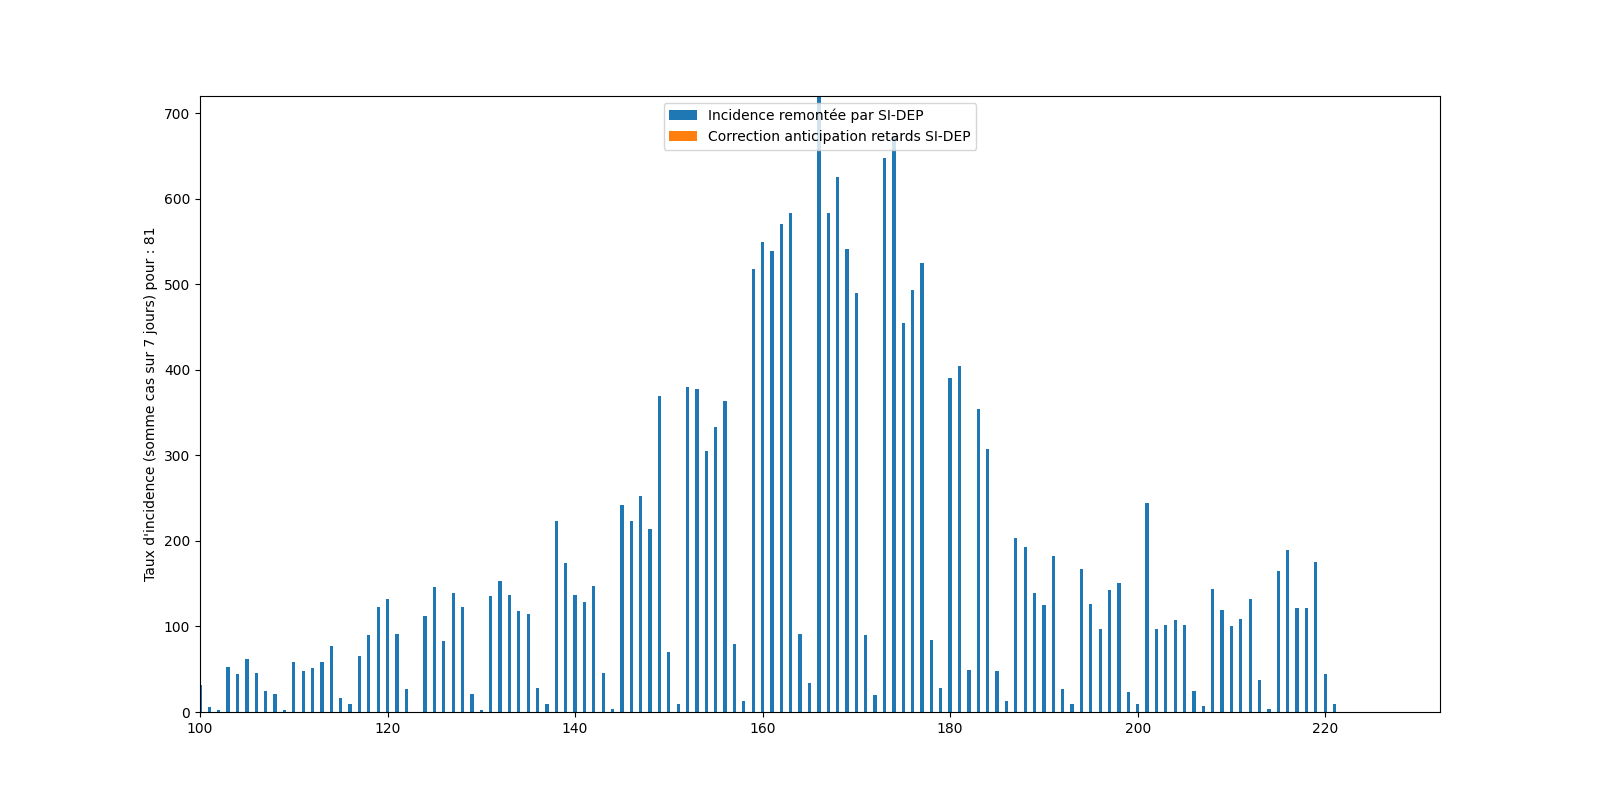 Incidence remontée par SI-DEP
Correction anticipation retards SI-DEP
Taux d'incidence (somme cas sur 7 jours) pour : 81
700
600
500
400
300
200
100
0
100 120 140 160 180 200 220